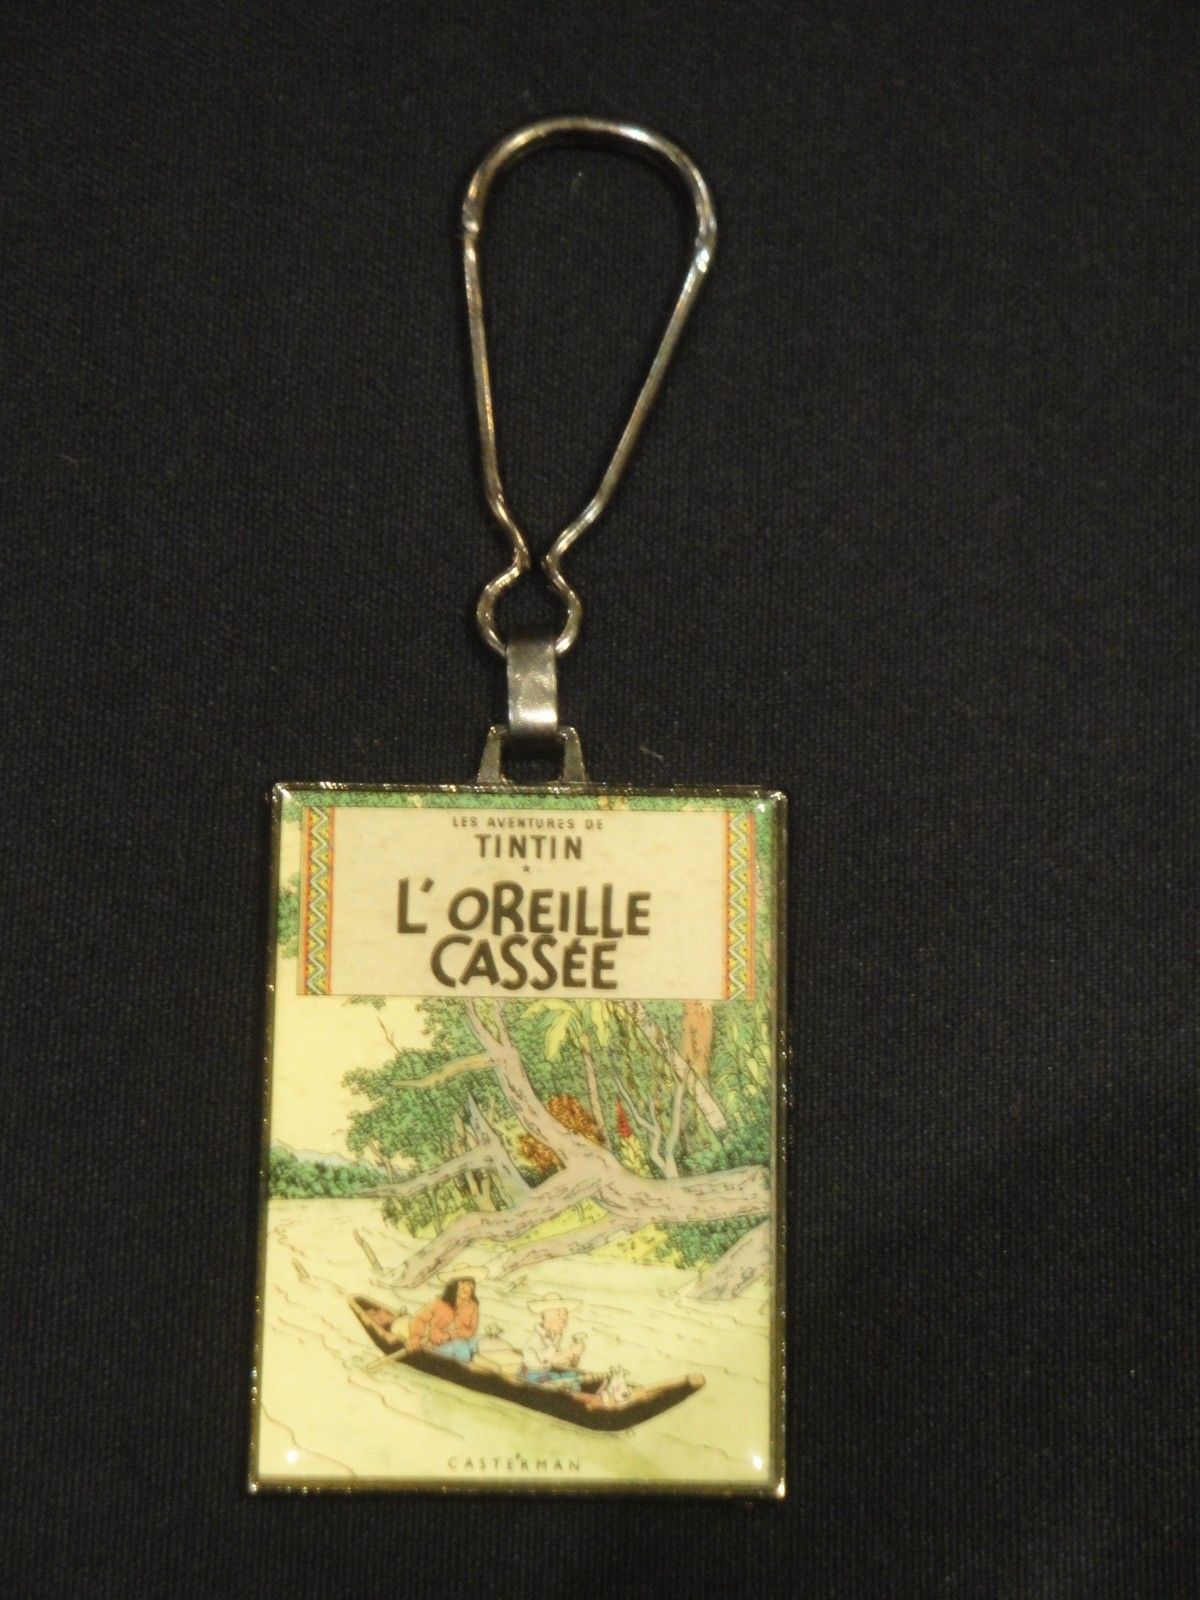 LES AVENTURES DE
TINTIN
L'OREILLE
CASSÉE
CASTERMAN